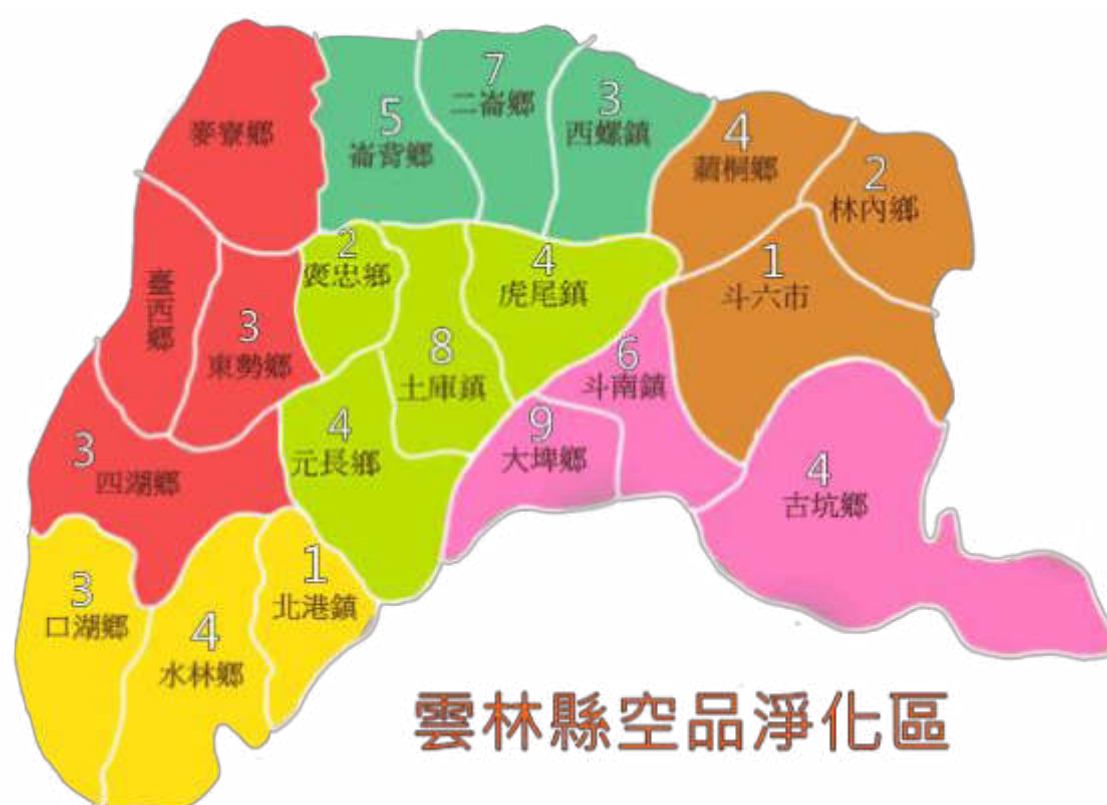 7
二崙鄉
5
崙背鄉
3
西螺鎮
麥寮鄉
4
莿桐鄉
2
林內鄉
2
褒忠鄉
4
虎尾鎮
1
斗六市
臺西鄉
3
東勢鄉
8
土庫鎮
6
斗南鎮
3
四湖鄉
4
元長鄉
9
大埤鄉
4
古坑鄉
3
口湖鄉
1
北港鎮
4
水林鄉
雲林縣空品淨化區